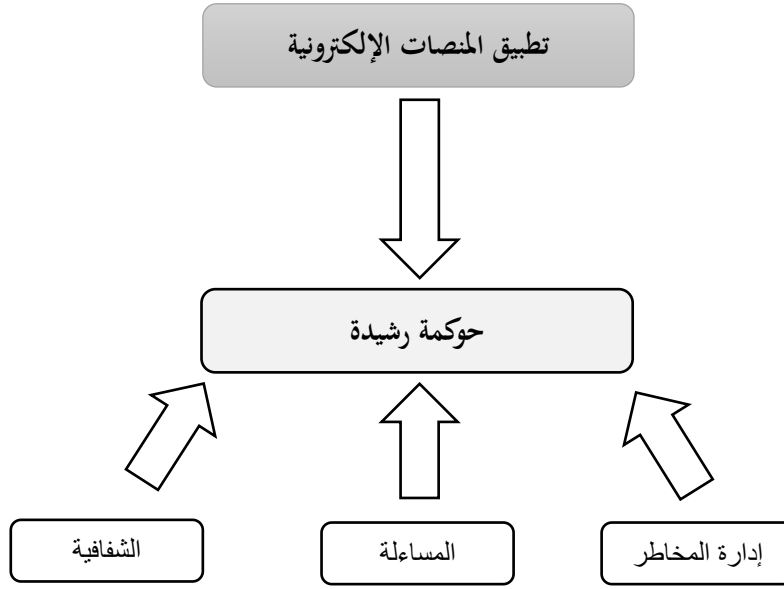 تطبيق المنصات الإلكترونية
حوكمة رشيدة
إدارة المخاطر
المساءلة
الشفافية